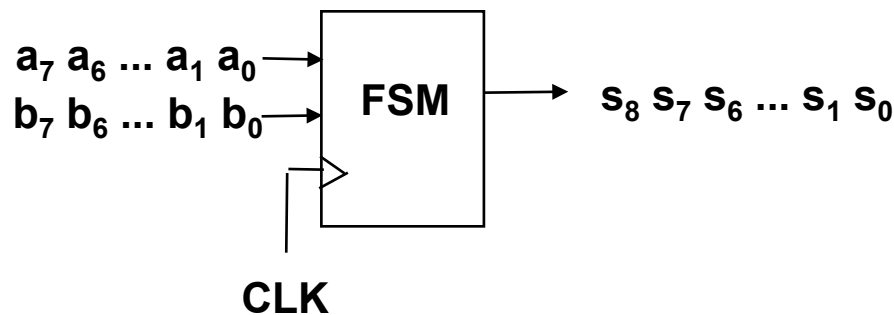 a₇ a₆ ... a₁ a₀
b₇ b₆ ... b₁ b₀
FSM
s₈ s₇ s₆ ... s₁ s₀
CLK